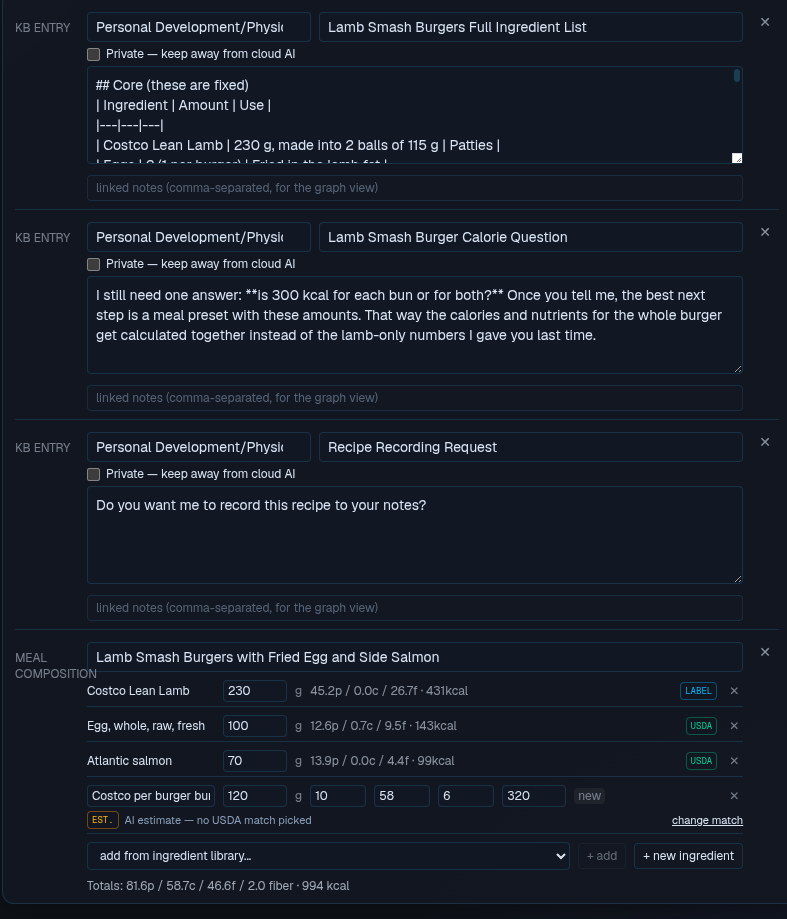 KB ENTRY
Personal Development/Physic
Lamb Smash Burgers Full Ingredient List
✕
Private — keep away from cloud AI
## Core (these are fixed)
| Ingredient | Amount | Use |
|---|---|---|
| Costco Lean Lamb | 230 g, made into 2 balls of 115 g | Patties |
| Eggs | 2 (1 per burger) | Fried in the lamb fat |
linked notes (comma-separated, for the graph view)
KB ENTRY
Personal Development/Physic
Lamb Smash Burger Calorie Question
✕
Private — keep away from cloud AI
I still need one answer: **is 300 kcal for each bun or for both?** Once you tell me, the best next
step is a meal preset with these amounts. That way the calories and nutrients for the whole burger
get calculated together instead of the lamb-only numbers I gave you last time.
linked notes (comma-separated, for the graph view)
KB ENTRY
Personal Development/Physic
Recipe Recording Request
✕
Private — keep away from cloud AI
Do you want me to record this recipe to your notes?
linked notes (comma-separated, for the graph view)
MEAL
COMPOSITION
Lamb Smash Burgers with Fried Egg and Side Salmon
✕
Costco Lean Lamb 230 g 45.2p / 0.0c / 26.7f · 431kcal LABEL ✕
Egg, whole, raw, fresh 100 g 12.6p / 0.7c / 9.5f · 143kcal USDA ✕
Atlantic salmon 70 g 13.9p / 0.0c / 4.4f · 99kcal USDA ✕
Costco per burger bu 120 g 10 58 6 320 new ✕
EST. AI estimate — no USDA match picked change match
add from ingredient library… + add + new ingredient
Totals: 81.6p / 58.7c / 46.6f / 2.0 fiber · 994 kcal